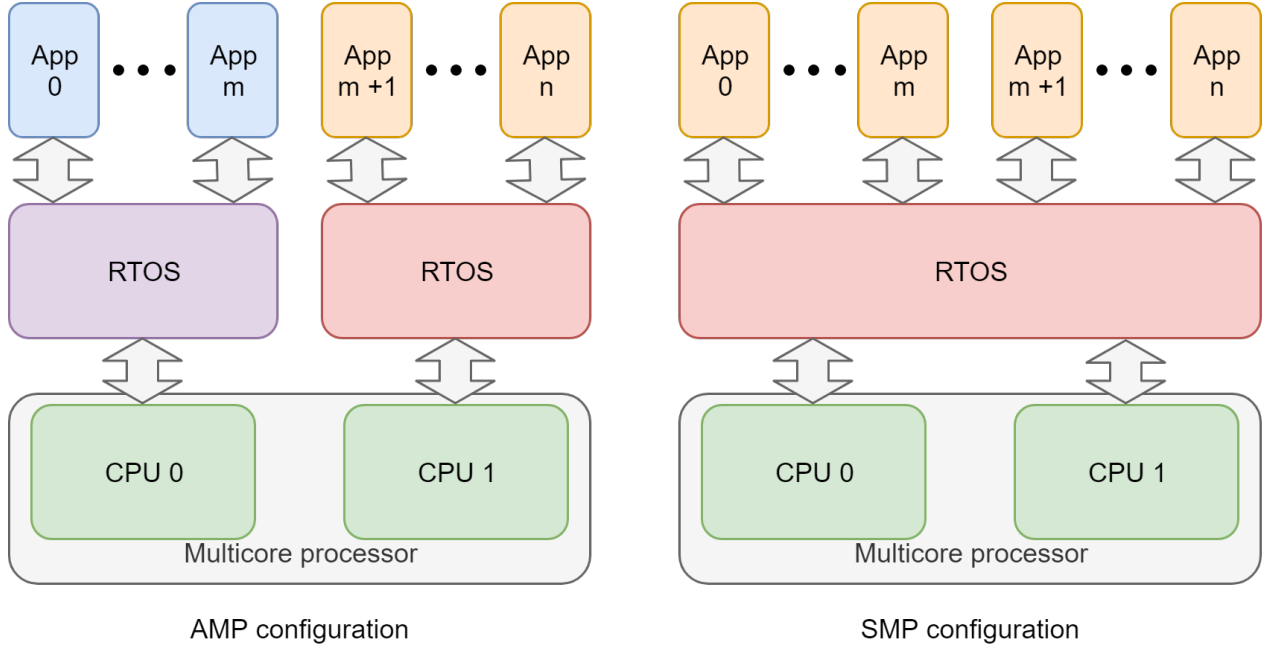 App
0
App
m
App
m +1
App
n
RTOS
RTOS
CPU 0
CPU 1
Multicore processor
AMP configuration
App
0
App
m
App
m +1
App
n
RTOS
CPU 0
CPU 1
Multicore processor
SMP configuration